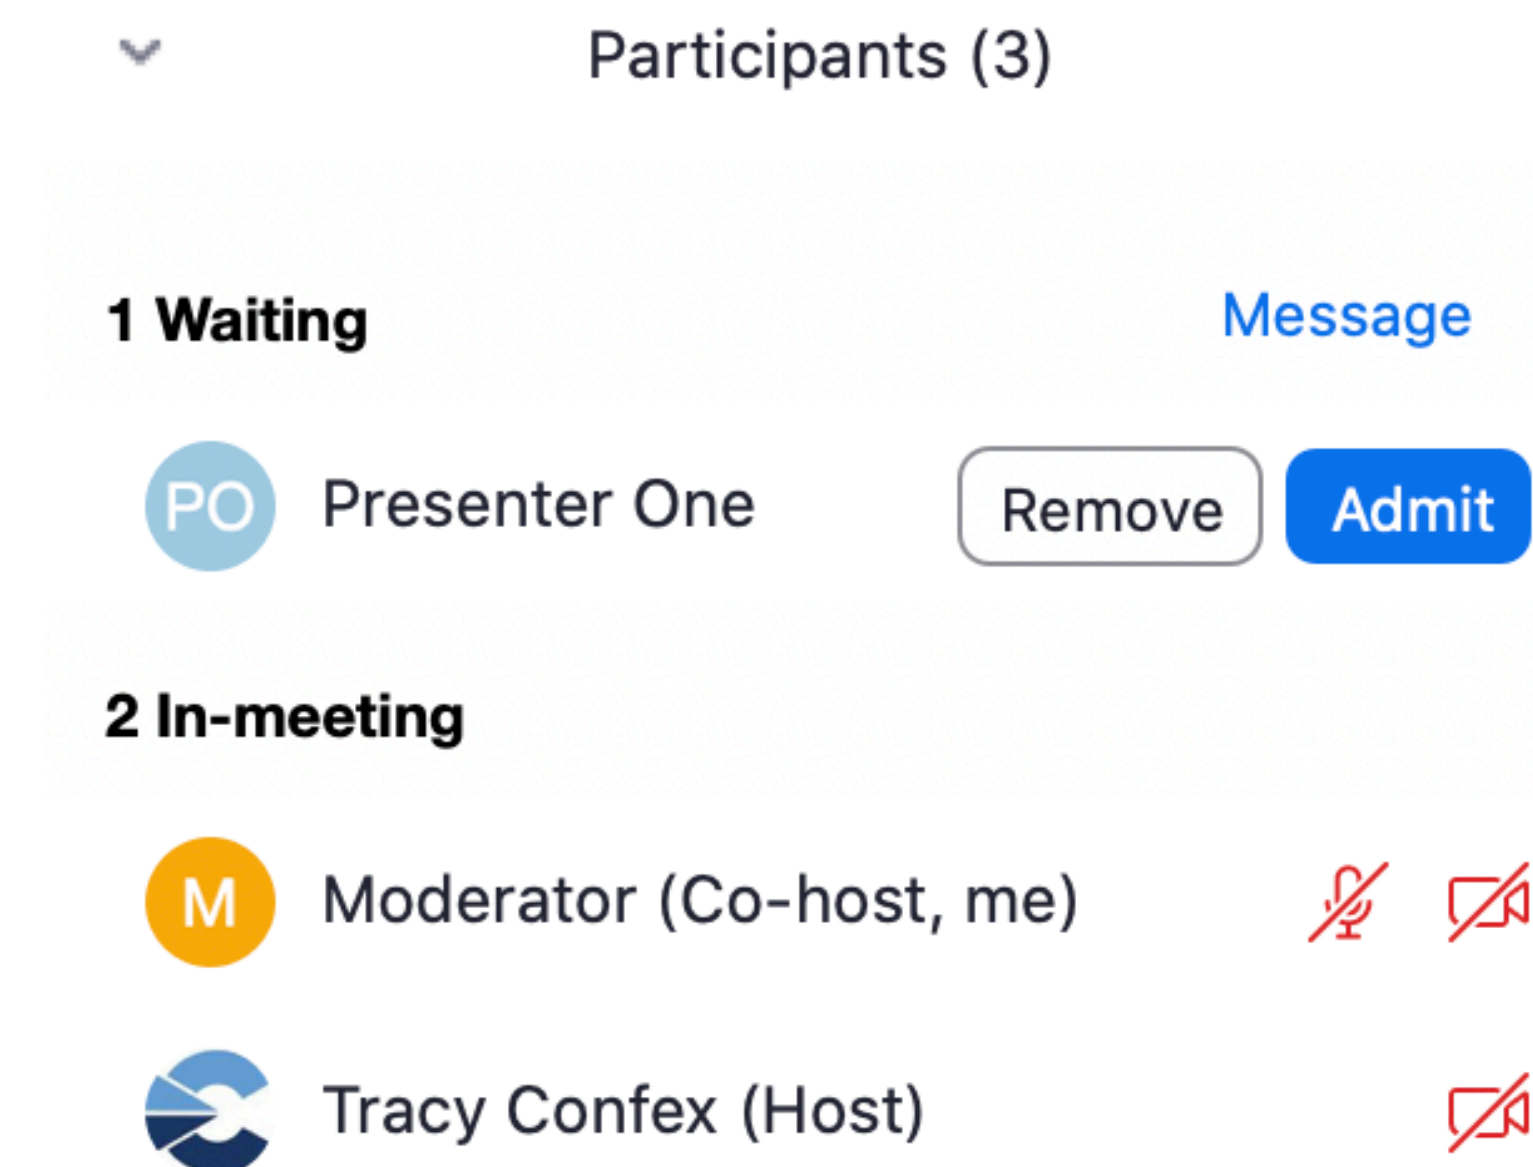 Participants (3)
1 Waiting Message
PO Presenter One Remove Admit
2 In-meeting
M Moderator (Co-host, me)
Tracy Confex (Host)